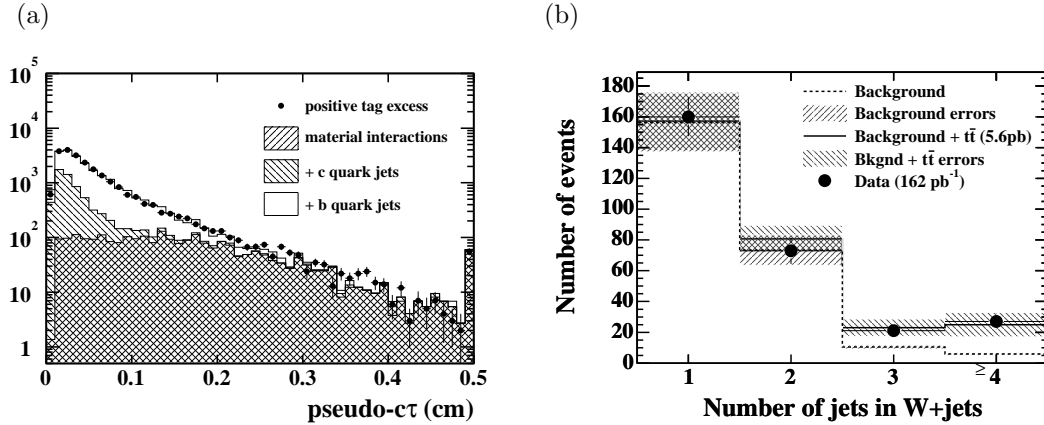 (a)
(b)
10^5
10^4
10^3
10^2
10
1
0
0.1
0.2
0.3
0.4
0.5
pseudo-cτ (cm)
positive tag excess
material interactions
+ c quark jets
+ b quark jets
180
160
140
120
100
80
60
40
20
0
Number of events
Background
Background errors
Background + tt̄ (5.6pb)
Bkgnd + tt̄ errors
Data (162 pb⁻¹)
1
2
3
≥ 4
Number of jets in W+jets